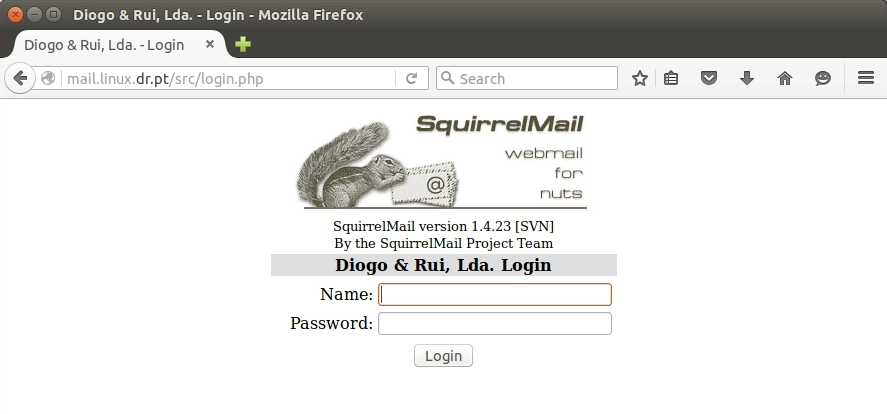 Diogo & Rui, Lda. - Login - Mozilla Firefox
Diogo & Rui, Lda. - Login
mail.linux.dr.pt/src/login.php
Search
SquirrelMail
webmail
for
nuts
@
SquirrelMail version 1.4.23 [SVN]
By the SquirrelMail Project Team
Diogo & Rui, Lda. Login
Name:
Password:
Login